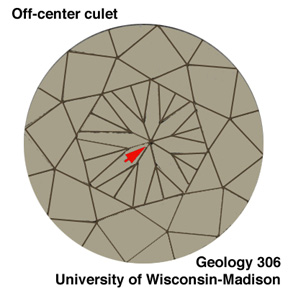 Off-center culet
Geology 306
University of Wisconsin-Madison